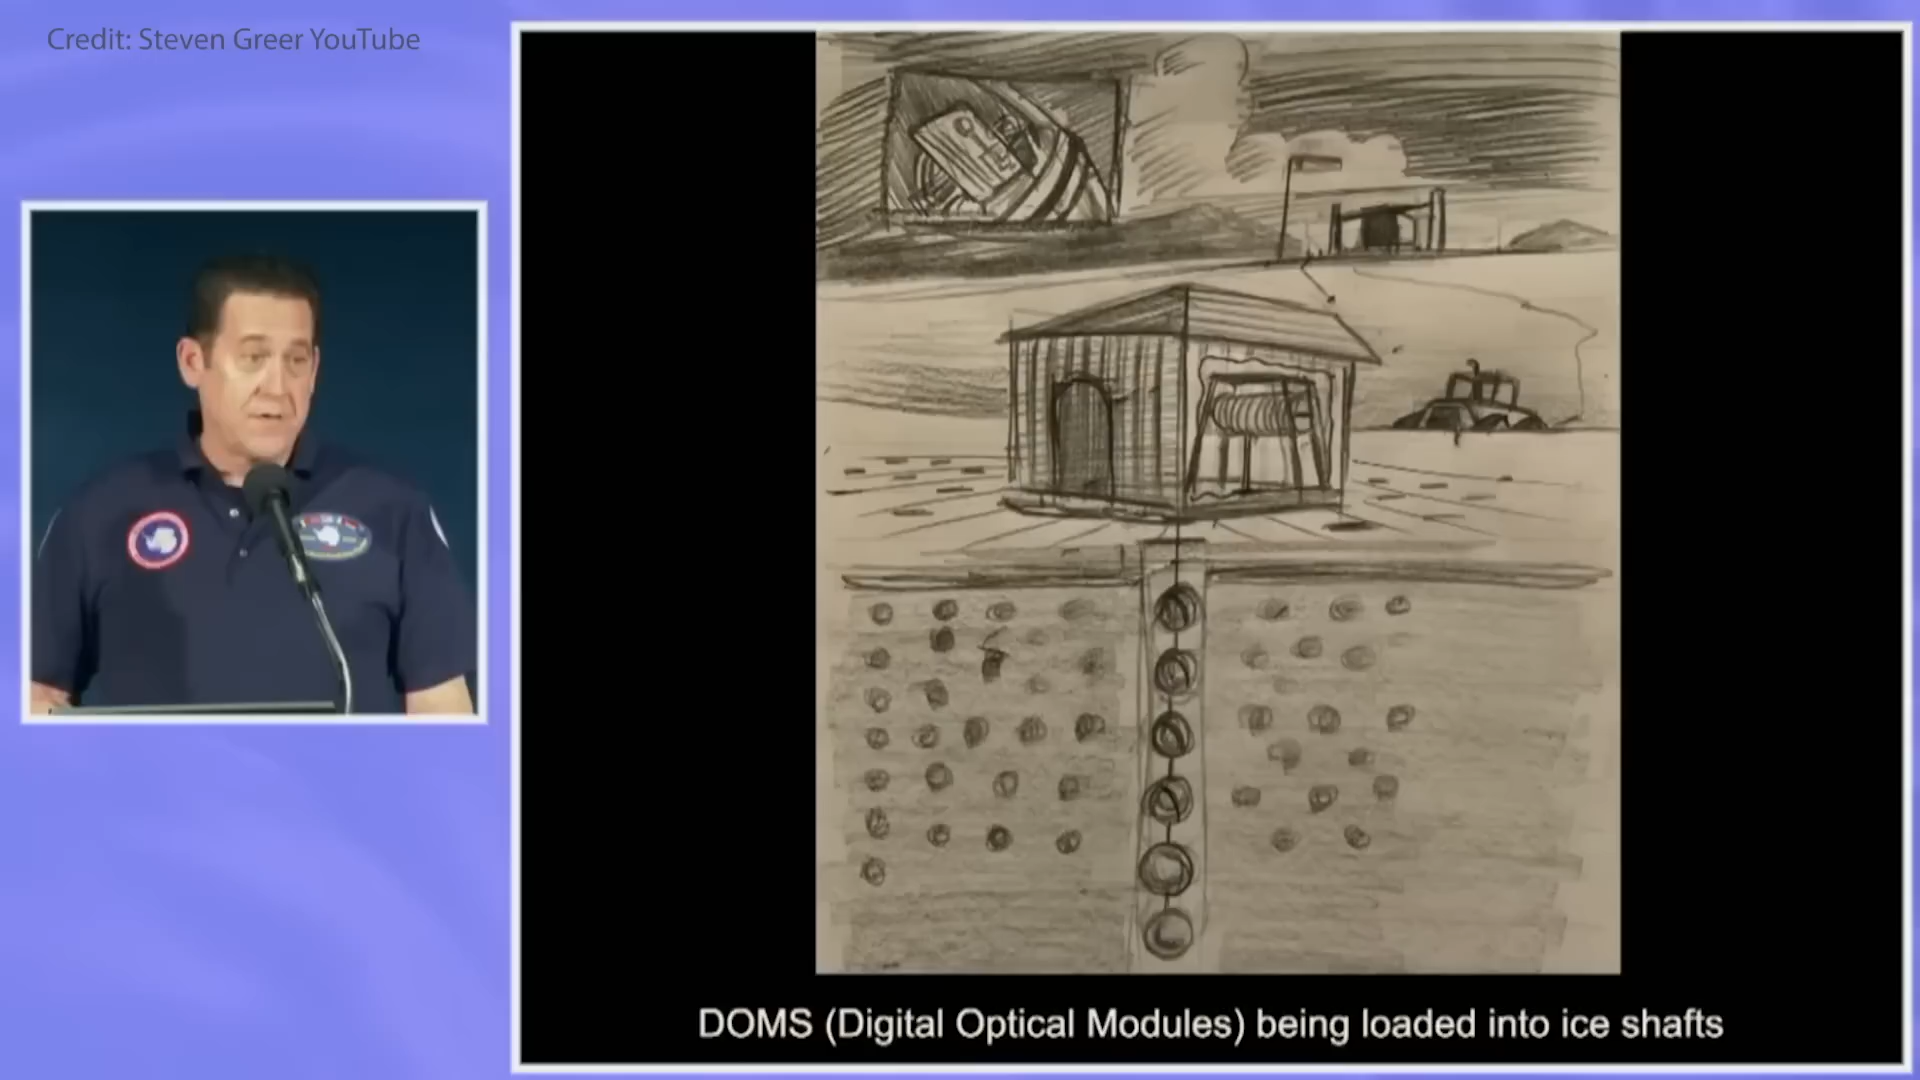 Credit: Steven Greer YouTube
DOMS (Digital Optical Modules) being loaded into ice shafts